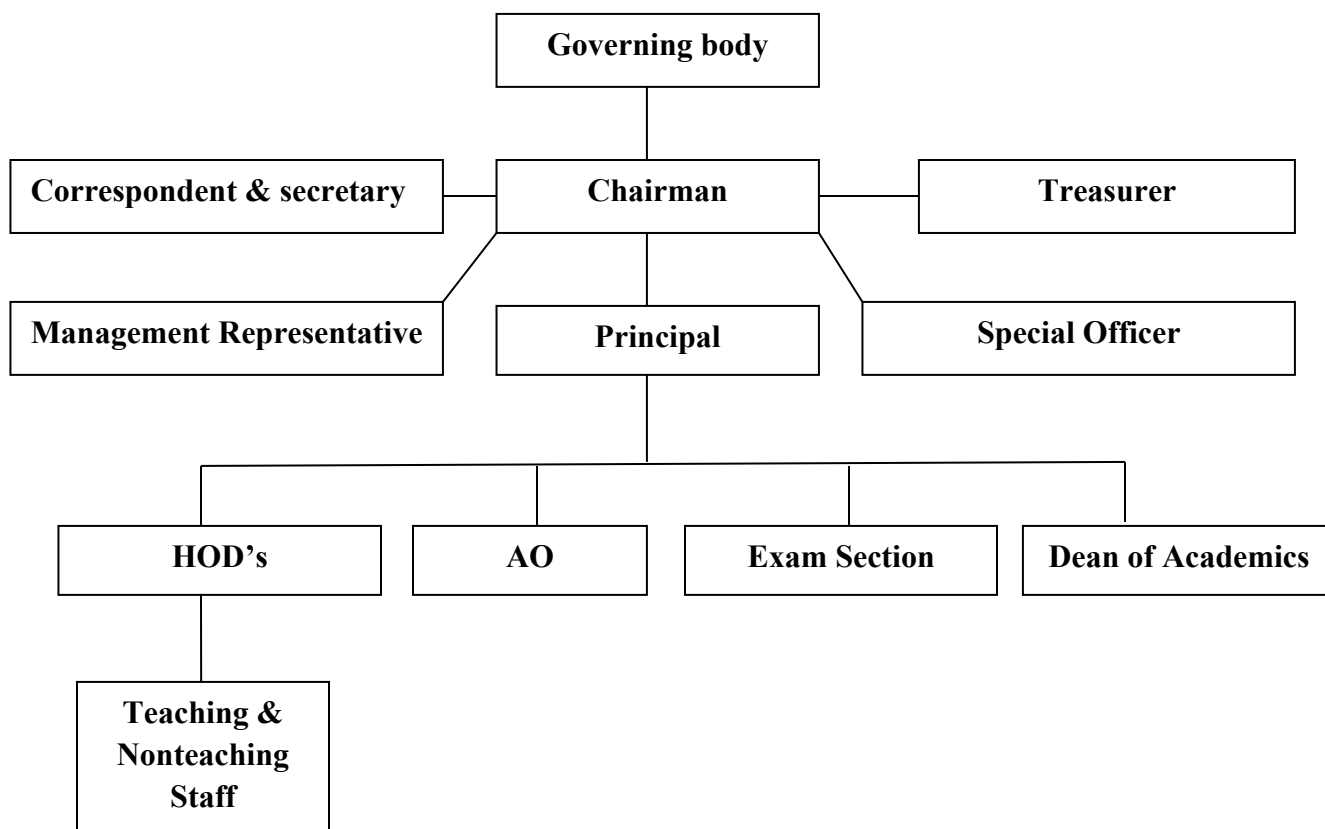 Governing body
Correspondent & secretary
Chairman
Treasurer
Management Representative
Principal
Special Officer
HOD’s
AO
Exam Section
Dean of Academics
Teaching &
Nonteaching
Staff